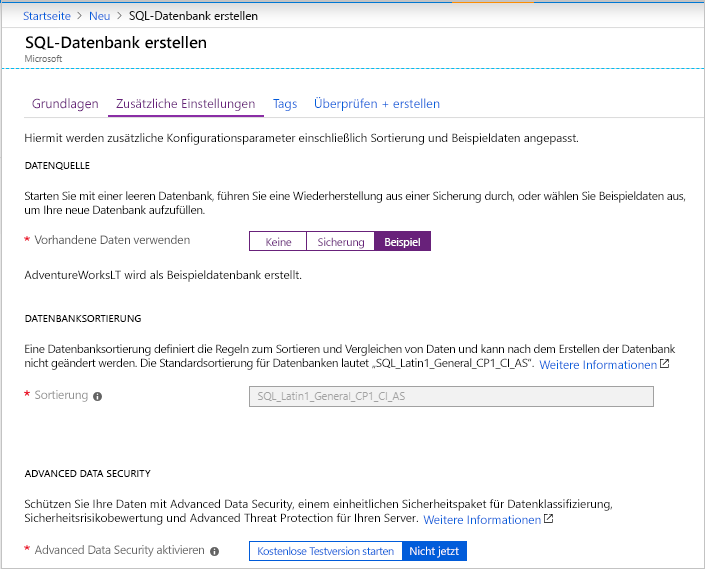 Startseite > Neu > SQL-Datenbank erstellen
SQL-Datenbank erstellen
Microsoft
Grundlagen Zusätzliche Einstellungen Tags Überprüfen + erstellen
Hiermit werden zusätzliche Konfigurationsparameter einschließlich Sortierung und Beispieldaten angepasst.
DATENQUELLE
Starten Sie mit einer leeren Datenbank, führen Sie eine Wiederherstellung aus einer Sicherung durch, oder wählen Sie Beispieldaten aus,
um Ihre neue Datenbank aufzufüllen.
* Vorhandene Daten verwenden Keine Sicherung Beispiel
AdventureWorksLT wird als Beispieldatenbank erstellt.
DATENBANKSORTIERUNG
Eine Datenbanksortierung definiert die Regeln zum Sortieren und Vergleichen von Daten und kann nach dem Erstellen der Datenbank
nicht geändert werden. Die Standardsortierung für Datenbanken lautet „SQL_Latin1_General_CP1_CI_AS“. Weitere Informationen
* Sortierung SQL_Latin1_General_CP1_CI_AS
ADVANCED DATA SECURITY
Schützen Sie Ihre Daten mit Advanced Data Security, einem einheitlichen Sicherheitspaket für Datenklassifizierung,
Sicherheitsrisikobewertung und Advanced Threat Protection für Ihren Server. Weitere Informationen
* Advanced Data Security aktivieren Kostenlose Testversion starten Nicht jetzt